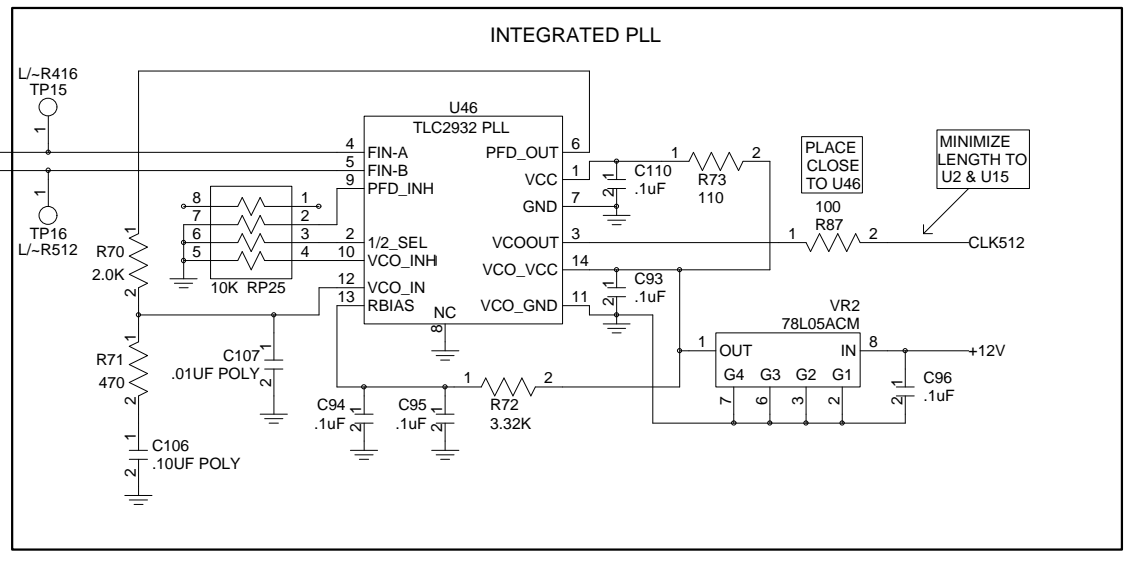 INTEGRATED PLL
L/~R416
TP15
1
1
TP16
L/~R512
U46
TLC2932 PLL
4 FIN-A
5 FIN-B
9 PFD_INH
2 1/2_SEL
10 VCO_INH
12 VCO_IN
13 RBIAS
NC
8
PFD_OUT 6
VCC 1
GND 7
VCOOUT 3
VCO_VCC 14
VCO_GND 11
8 1
7 2
6 3
5 4
10K RP25
1
R70
2.0K
2
1
R71
470
2
1
C106
.10UF POLY
2
1
C107
.01UF POLY
2
C94 1
.1uF 2
C95 1
.1uF 2
1 2
R72
3.32K
1
C110
.1uF
2
1 2
R73
110
1
C93
.1uF
2
PLACE
CLOSE
TO U46
100
1 R87 2
MINIMIZE
LENGTH TO
U2 & U15
CLK512
VR2
78L05ACM
1 OUT IN 8
G4 G3 G2 G1
7 6 3 2
+12V
1
C96
.1uF
2